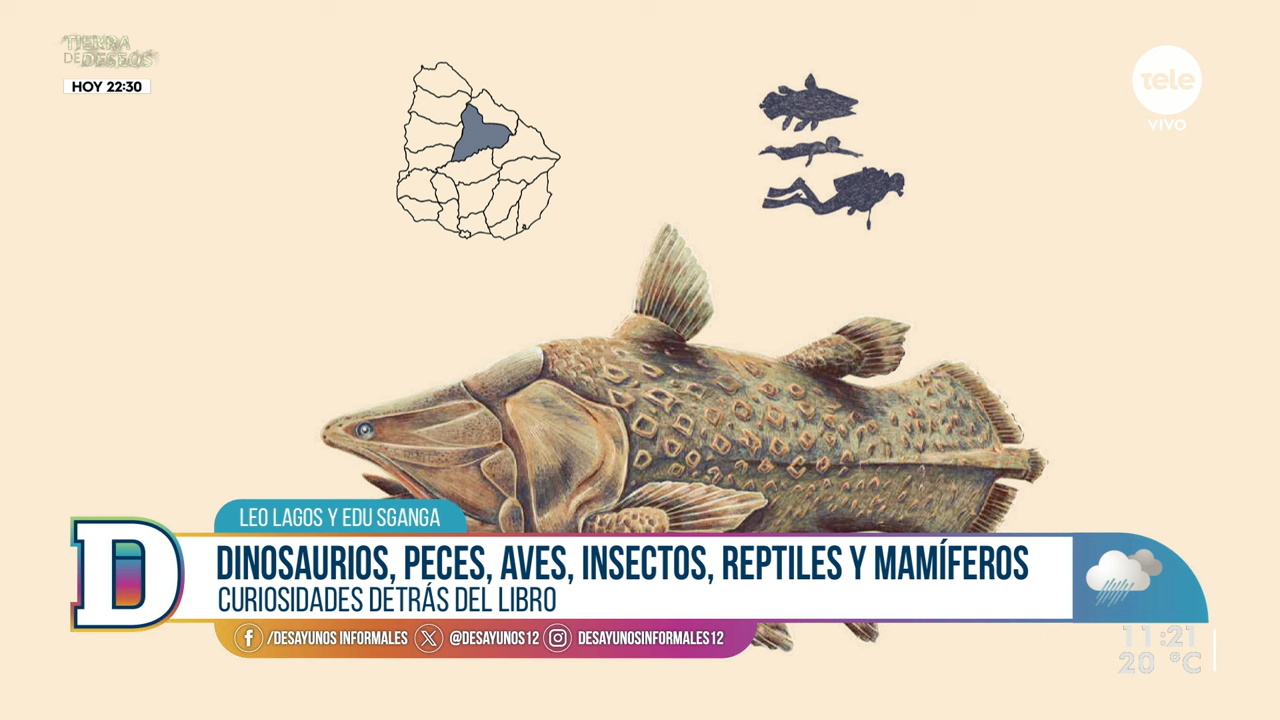 TIERRA
DE DESEOS
HOY 22:30
tele
VIVO
LEO LAGOS Y EDU SGANGA
D
DINOSAURIOS, PECES, AVES, INSECTOS, REPTILES Y MAMÍFEROS
CURIOSIDADES DETRÁS DEL LIBRO
/DESAYUNOS INFORMALES @DESAYUNOS12 DESAYUNOSINFORMALES12
11:21
20 °C